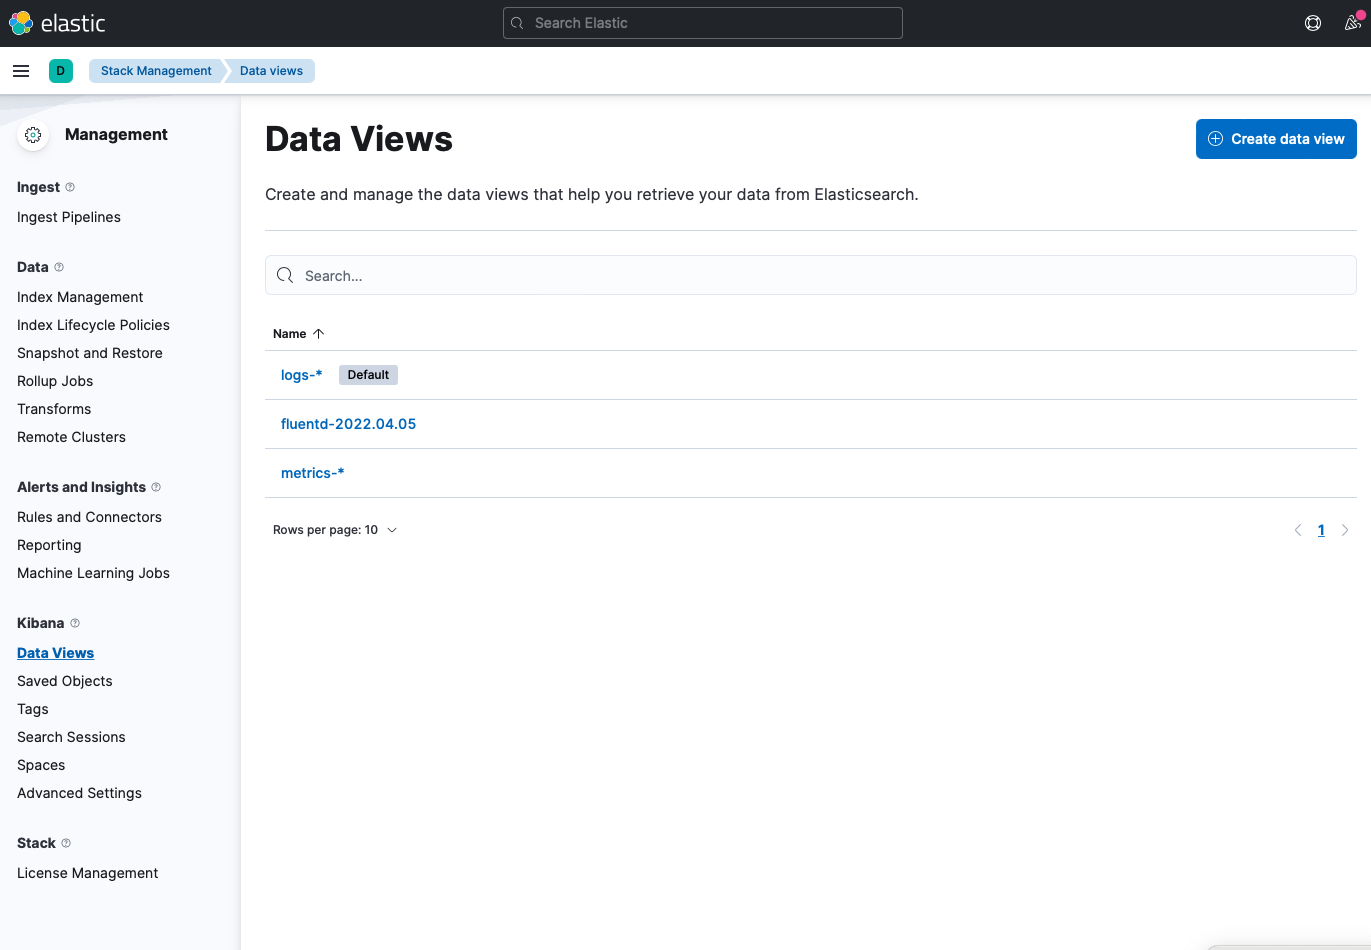 elastic
Search Elastic
D
Stack Management
Data views
Management
Ingest
Ingest Pipelines
Data
Index Management
Index Lifecycle Policies
Snapshot and Restore
Rollup Jobs
Transforms
Remote Clusters
Alerts and Insights
Rules and Connectors
Reporting
Machine Learning Jobs
Kibana
Data Views
Saved Objects
Tags
Search Sessions
Spaces
Advanced Settings
Stack
License Management
Data Views
Create data view
Create and manage the data views that help you retrieve your data from Elasticsearch.
Search...
Name
logs-* Default
fluentd-2022.04.05
metrics-*
Rows per page: 10
1